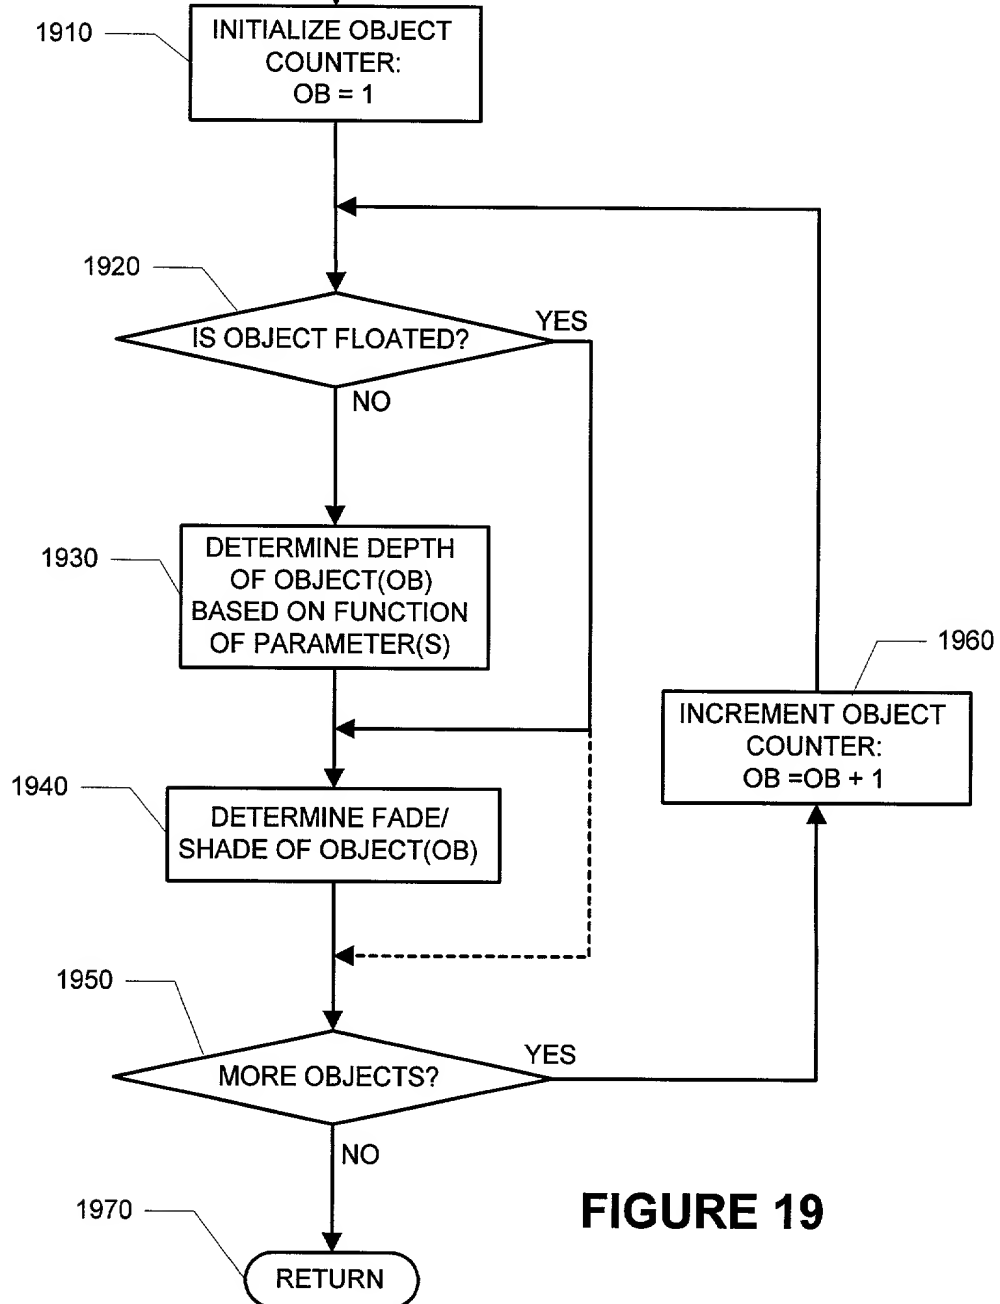 1910
INITIALIZE OBJECT
COUNTER:
OB = 1
1920
IS OBJECT FLOATED?
YES
NO
1930
DETERMINE DEPTH
OF OBJECT(OB)
BASED ON FUNCTION
OF PARAMETER(S)
1960
INCREMENT OBJECT
COUNTER:
OB =OB + 1
1940
DETERMINE FADE/
SHADE OF OBJECT(OB)
1950
MORE OBJECTS?
YES
NO
FIGURE 19
1970
RETURN